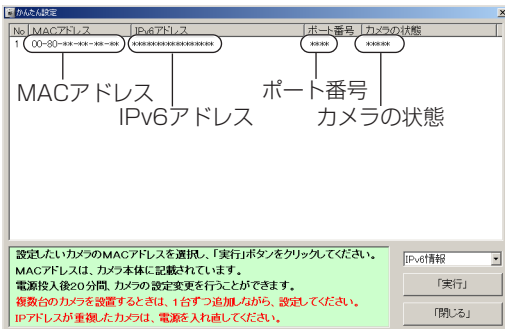 かんたん設定
No MACアドレス IPv6アドレス ポート番号 カメラの状態
1 00-80-**-**-**-** ***************** **** *****
MACアドレス
ポート番号
IPv6アドレス
カメラの状態
設定したいカメラのMACアドレスを選択し、「実行」ボタンをクリックしてください。
MACアドレスは、カメラ本体に記載されています。
電源投入後20分間、カメラの設定変更を行うことができます。
複数台のカメラを設置するときは、1台ずつ追加しながら、設定してください。
IPアドレスが重複したカメラは、電源を入れ直してください。
IPv6情報
「実行」
「閉じる」